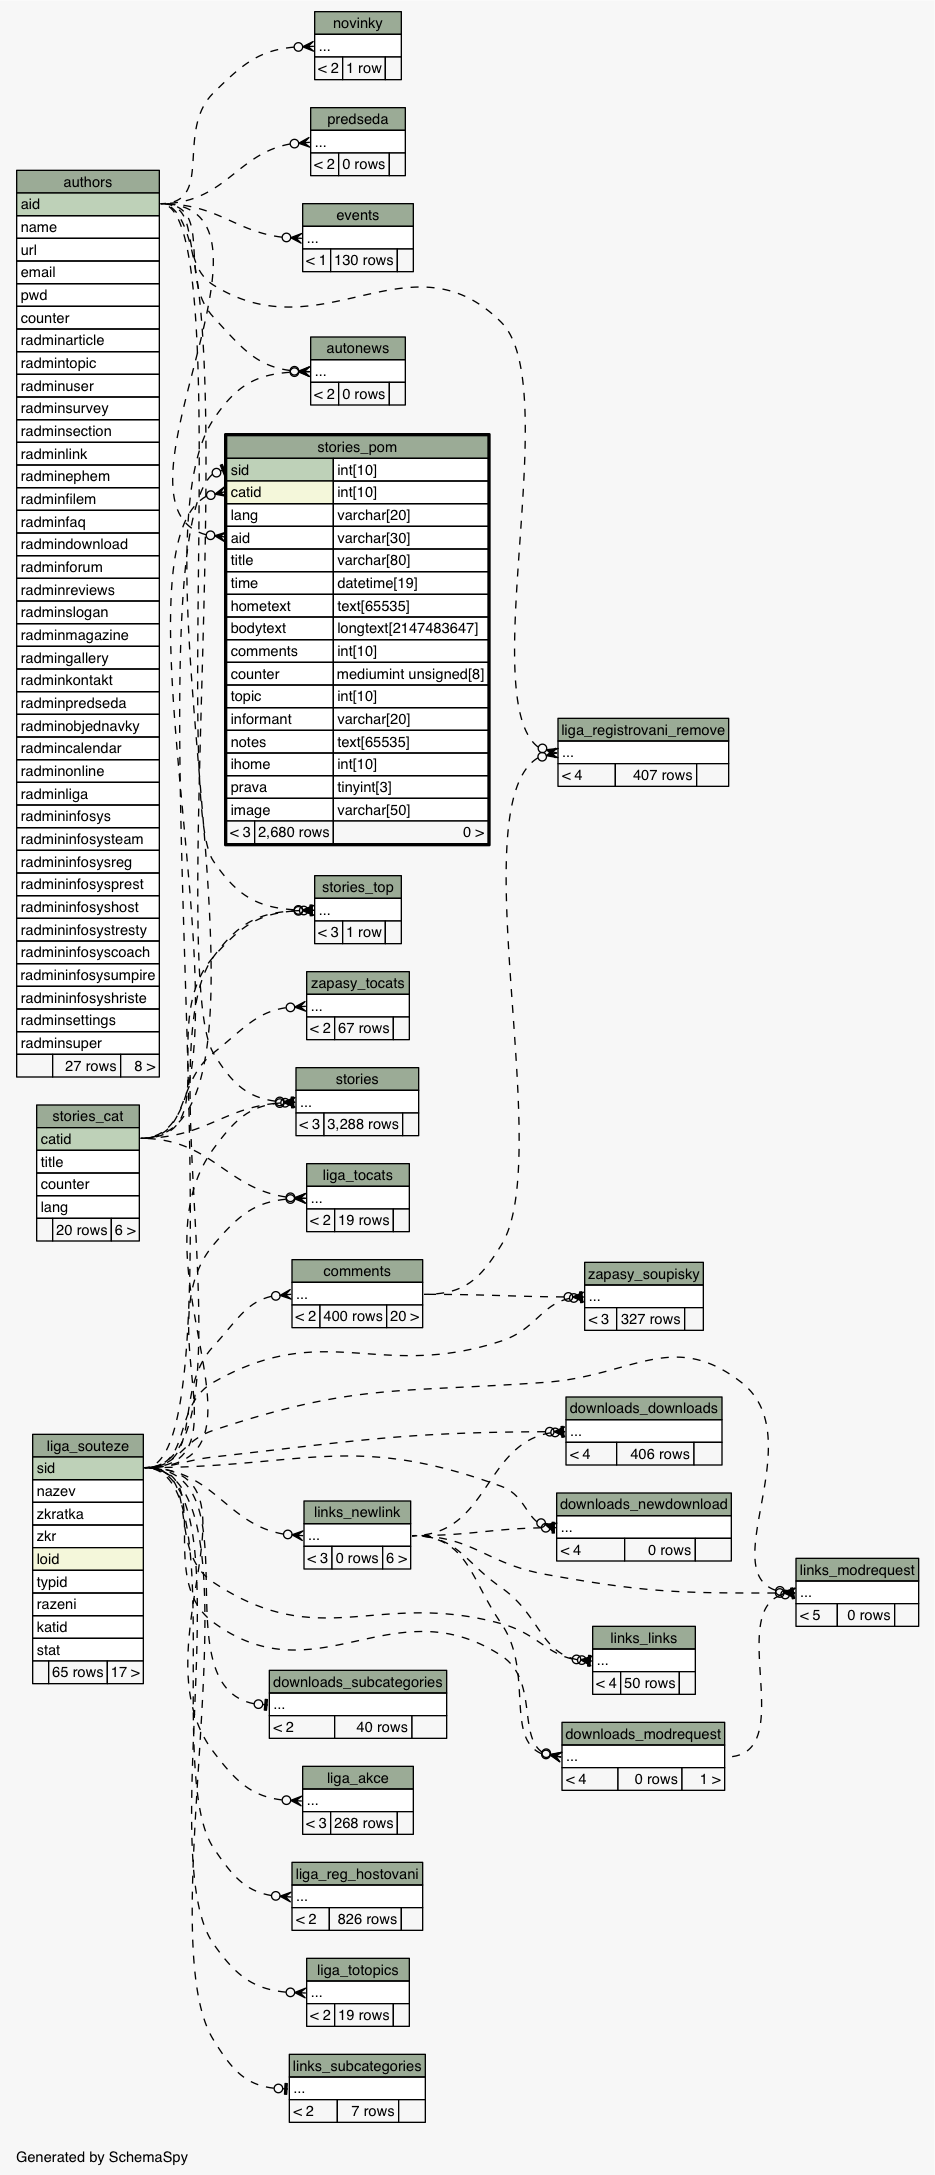 novinky
...
< 2 1 row
predseda
...
< 2 0 rows
authors
aid
name
url
email
pwd
counter
radminarticle
radmintopic
radminuser
radminsurvey
radminsection
radminlink
radminephem
radminfilem
radminfaq
radmindownload
radminforum
radminreviews
radminslogan
radminmagazine
radmingallery
radminkontakt
radminpredseda
radminobjednavky
radmincalendar
radminonline
radminliga
radmininfosys
radmininfosysteam
radmininfosysreg
radmininfosysprest
radmininfosyshost
radmininfosystresty
radmininfosyscoach
radmininfosysumpire
radmininfosyshriste
radminsettings
radminsuper
27 rows 8 >
events
...
< 1 130 rows
autonews
...
< 2 0 rows
stories_pom
sid int[10]
catid int[10]
lang varchar[20]
aid varchar[30]
title varchar[80]
time datetime[19]
hometext text[65535]
bodytext longtext[2147483647]
comments int[10]
counter mediumint unsigned[8]
topic int[10]
informant varchar[20]
notes text[65535]
ihome int[10]
prava tinyint[3]
image varchar[50]
< 3 2,680 rows 0 >
liga_registrovani_remove
...
< 4 407 rows
stories_top
...
< 3 1 row
zapasy_tocats
...
< 2 67 rows
stories
...
< 3 3,288 rows
stories_cat
catid
title
counter
lang
20 rows 6 >
liga_tocats
...
< 2 19 rows
comments
...
< 2 400 rows 20 >
zapasy_soupisky
...
< 3 327 rows
downloads_downloads
...
< 4 406 rows
liga_souteze
sid
nazev
zkratka
zkr
loid
typid
razeni
katid
stat
65 rows 17 >
links_newlink
...
< 3 0 rows 6 >
downloads_newdownload
...
< 4 0 rows
links_modrequest
...
< 5 0 rows
links_links
...
< 4 50 rows
downloads_subcategories
...
< 2 40 rows
downloads_modrequest
...
< 4 0 rows 1 >
liga_akce
...
< 3 268 rows
liga_reg_hostovani
...
< 2 826 rows
liga_totopics
...
< 2 19 rows
links_subcategories
...
< 2 7 rows
Generated by SchemaSpy